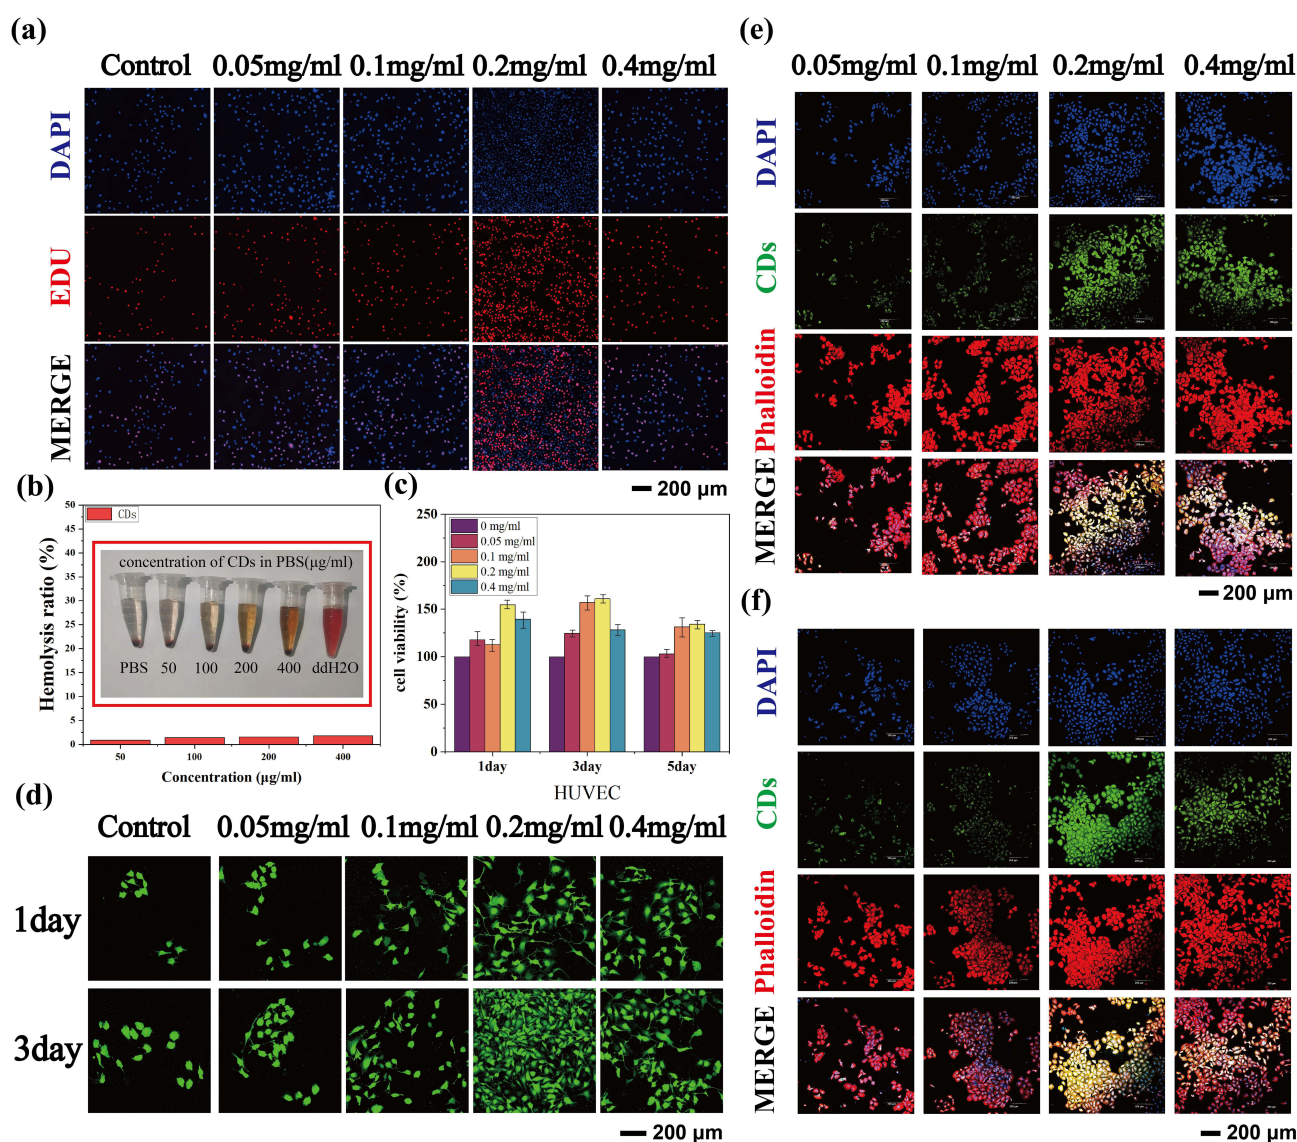 (a)
Control 0.05mg/ml 0.1mg/ml 0.2mg/ml 0.4mg/ml
DAPI
EDU
MERGE
200 μm
(b)
50
45
40
35
30
25
20
15
10
5
0
Hemolysis ratio (%)
CDs
concentration of CDs in PBS(μg/ml)
PBS 50 100 200 400 ddH2O
50 100 200 400
Concentration (μg/ml)
(c)
250
200
150
100
50
0
cell viability (%)
0 mg/ml
0.05 mg/ml
0.1 mg/ml
0.2 mg/ml
0.4 mg/ml
1day 3day 5day
HUVEC
(d)
Control 0.05mg/ml 0.1mg/ml 0.2mg/ml 0.4mg/ml
1day
3day
200 μm
(e)
0.05mg/ml 0.1mg/ml 0.2mg/ml 0.4mg/ml
DAPI
CDs
Phalloidin
MERGE
200 μm
(f)
DAPI
CDs
Phalloidin
MERGE
200 μm